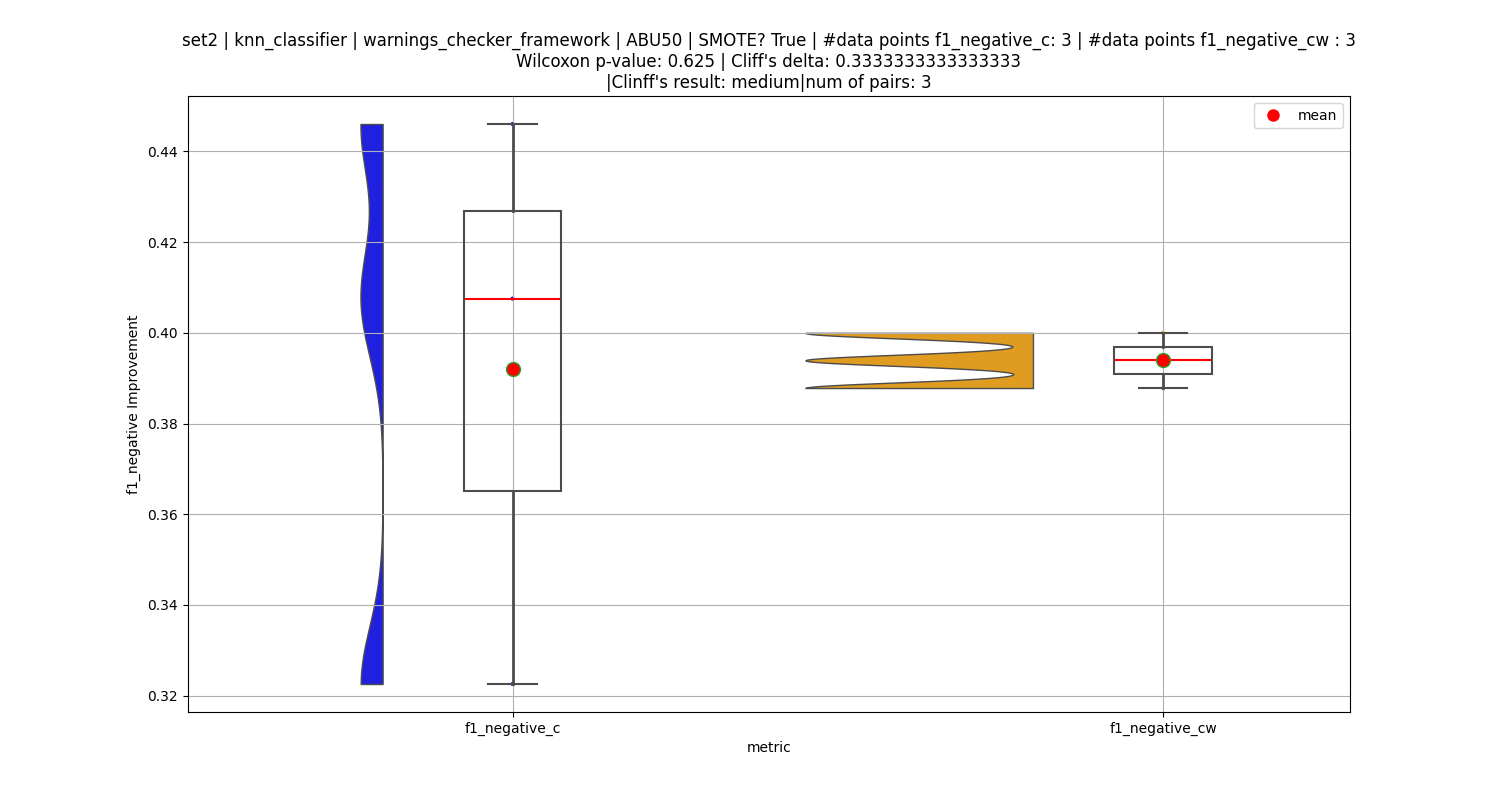 set2 | knn_classifier | warnings_checker_framework | ABU50 | SMOTE? True | #data points f1_negative_c: 3 | #data points f1_negative_cw : 3
Wilcoxon p-value: 0.625 | Cliff's delta: 0.3333333333333333
|Clinff's result: medium|num of pairs: 3
mean
0.44
0.42
0.40
0.38
0.36
0.34
0.32
f1_negative Improvement
f1_negative_c
f1_negative_cw
metric